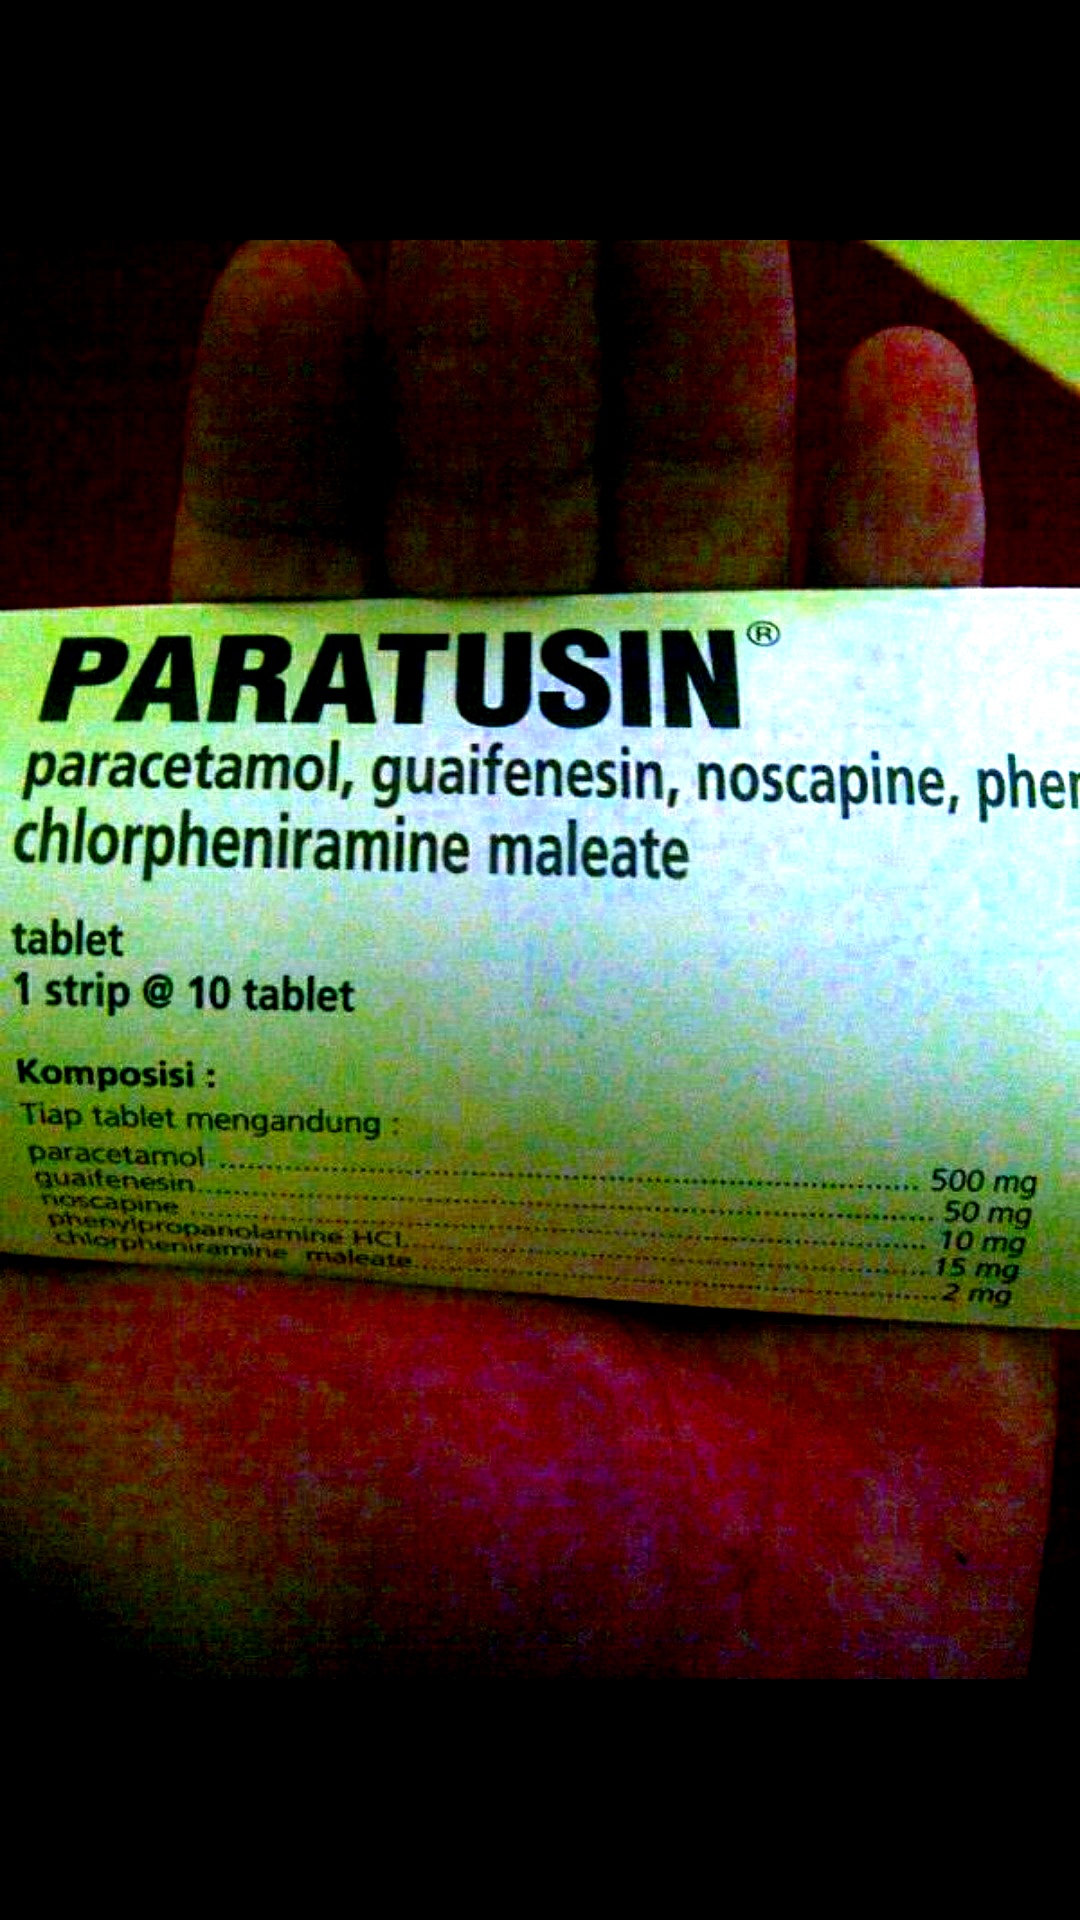 PARATUSIN®
paracetamol, guaifenesin, noscapine, phen
chlorpheniramine maleate
tablet
1 strip @ 10 tablet
Komposisi :
Tiap tablet mengandung :
paracetamol ........ 500 mg
guaifenesin ........ 50 mg
noscapine ........ 10 mg
phenylpropanolamine HCl ........ 15 mg
chlorpheniramine maleate ........ 2 mg